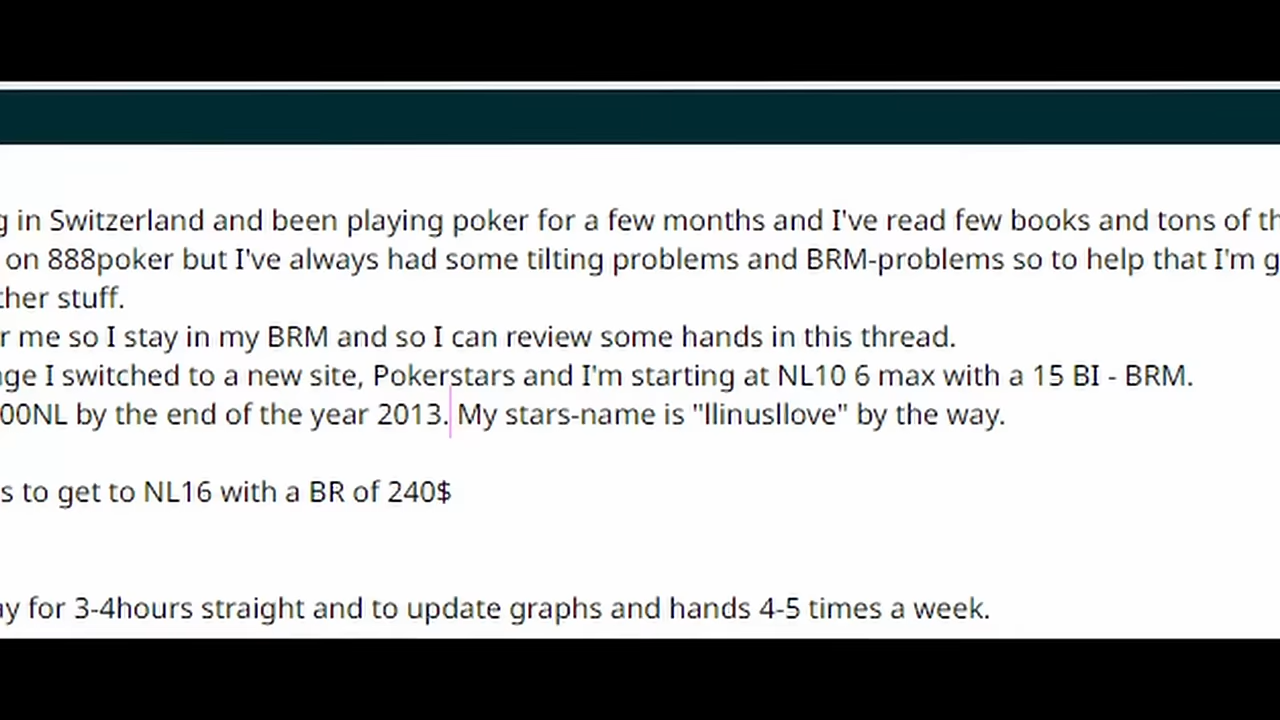 in Switzerland and been playing poker for a few months and I've read few books and tons of
on 888poker but I've always had some tilting problems and BRM-problems so to help that I'm
ther stuff.
r me so I stay in my BRM and so I can review some hands in this thread.
nge I switched to a new site, Pokerstars and I'm starting at NL10 6 max with a 15 BI - BRM.
00NL by the end of the year 2013. My stars-name is "llinusllove" by the way.
s to get to NL16 with a BR of 240$
ay for 3-4hours straight and to update graphs and hands 4-5 times a week.